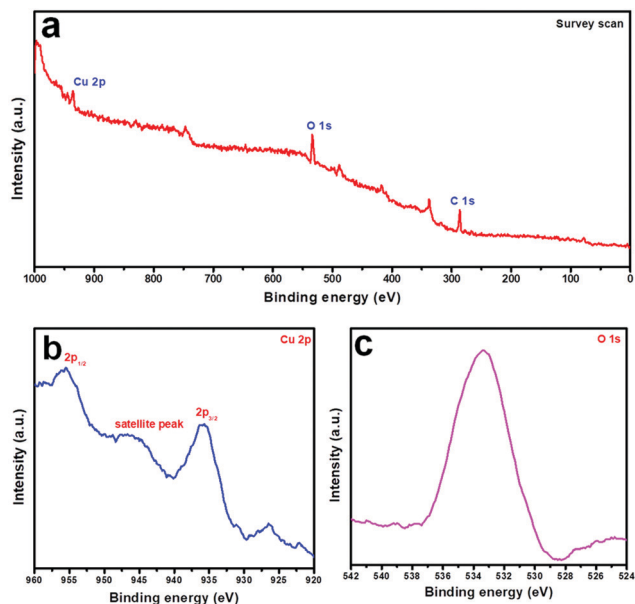 a
Survey scan
Cu 2p
O 1s
C 1s
Intensity (a.u.)
1000 900 800 700 600 500 400 300 200 100 0
Binding energy (eV)
b
Cu 2p
2p1/2
satellite peak
2p3/2
Intensity (a.u.)
960 955 950 945 940 935 930 925 920
Binding energy (eV)
c
O 1s
Intensity (a.u.)
542 540 538 536 534 532 530 528 526 524
Binding energy (eV)